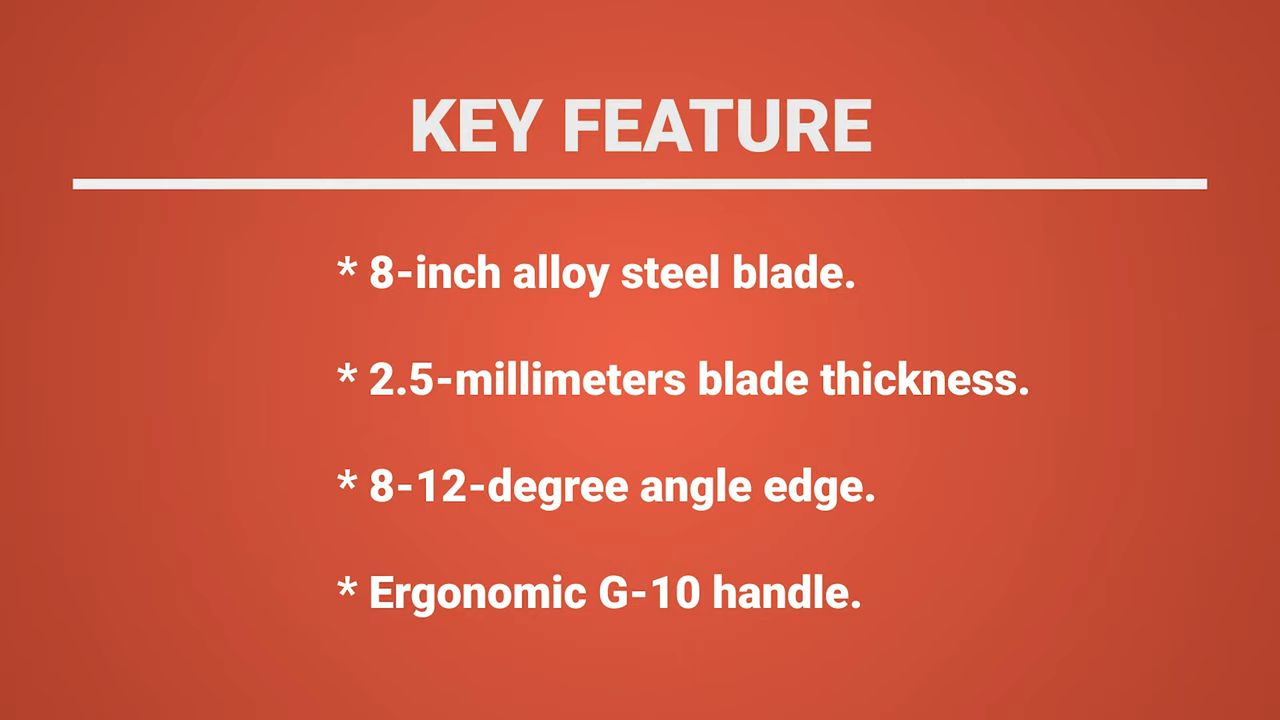 KEY FEATURE
* 8-inch alloy steel blade.
* 2.5-millimeters blade thickness.
* 8-12-degree angle edge.
* Ergonomic G-10 handle.